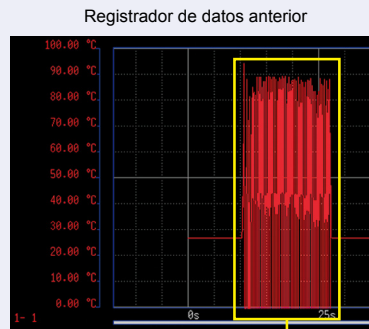 Registrador de datos anterior
100.00 °C
90.00 °C
80.00 °C
70.00 °C
60.00 °C
50.00 °C
40.00 °C
30.00 °C
20.00 °C
10.00 °C
0.00 °C
0s 25s
1- 1